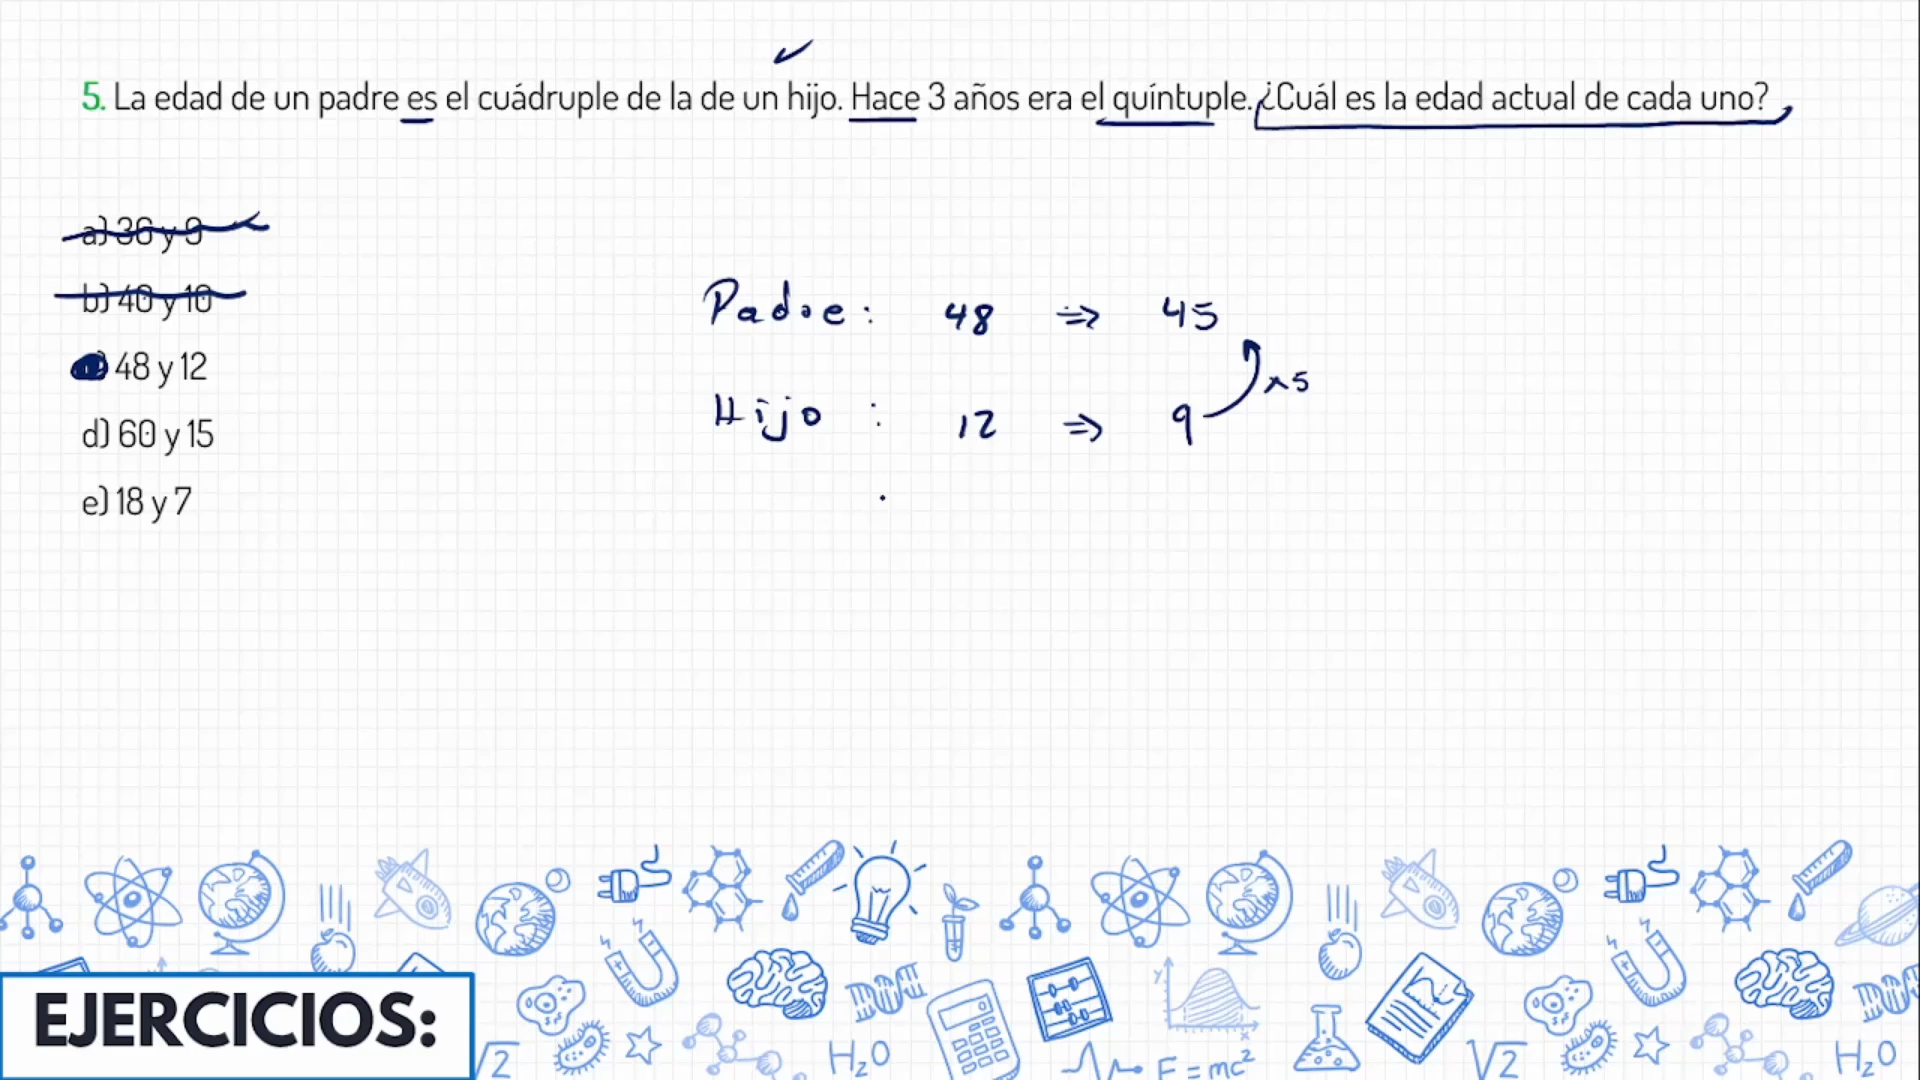 5. La edad de un padre es el cuádruple de la de un hijo. Hace 3 años era el quíntuple. ¿Cuál es la edad actual de cada uno?
a) 36 y 9
b) 40 y 10
48 y 12
d) 60 y 15
e) 18 y 7
Padre: 48 ⇒ 45
x5
Hijo : 12 ⇒ 9
EJERCICIOS:
√2
H₂O
y
x
F = mc²
√2
H₂O